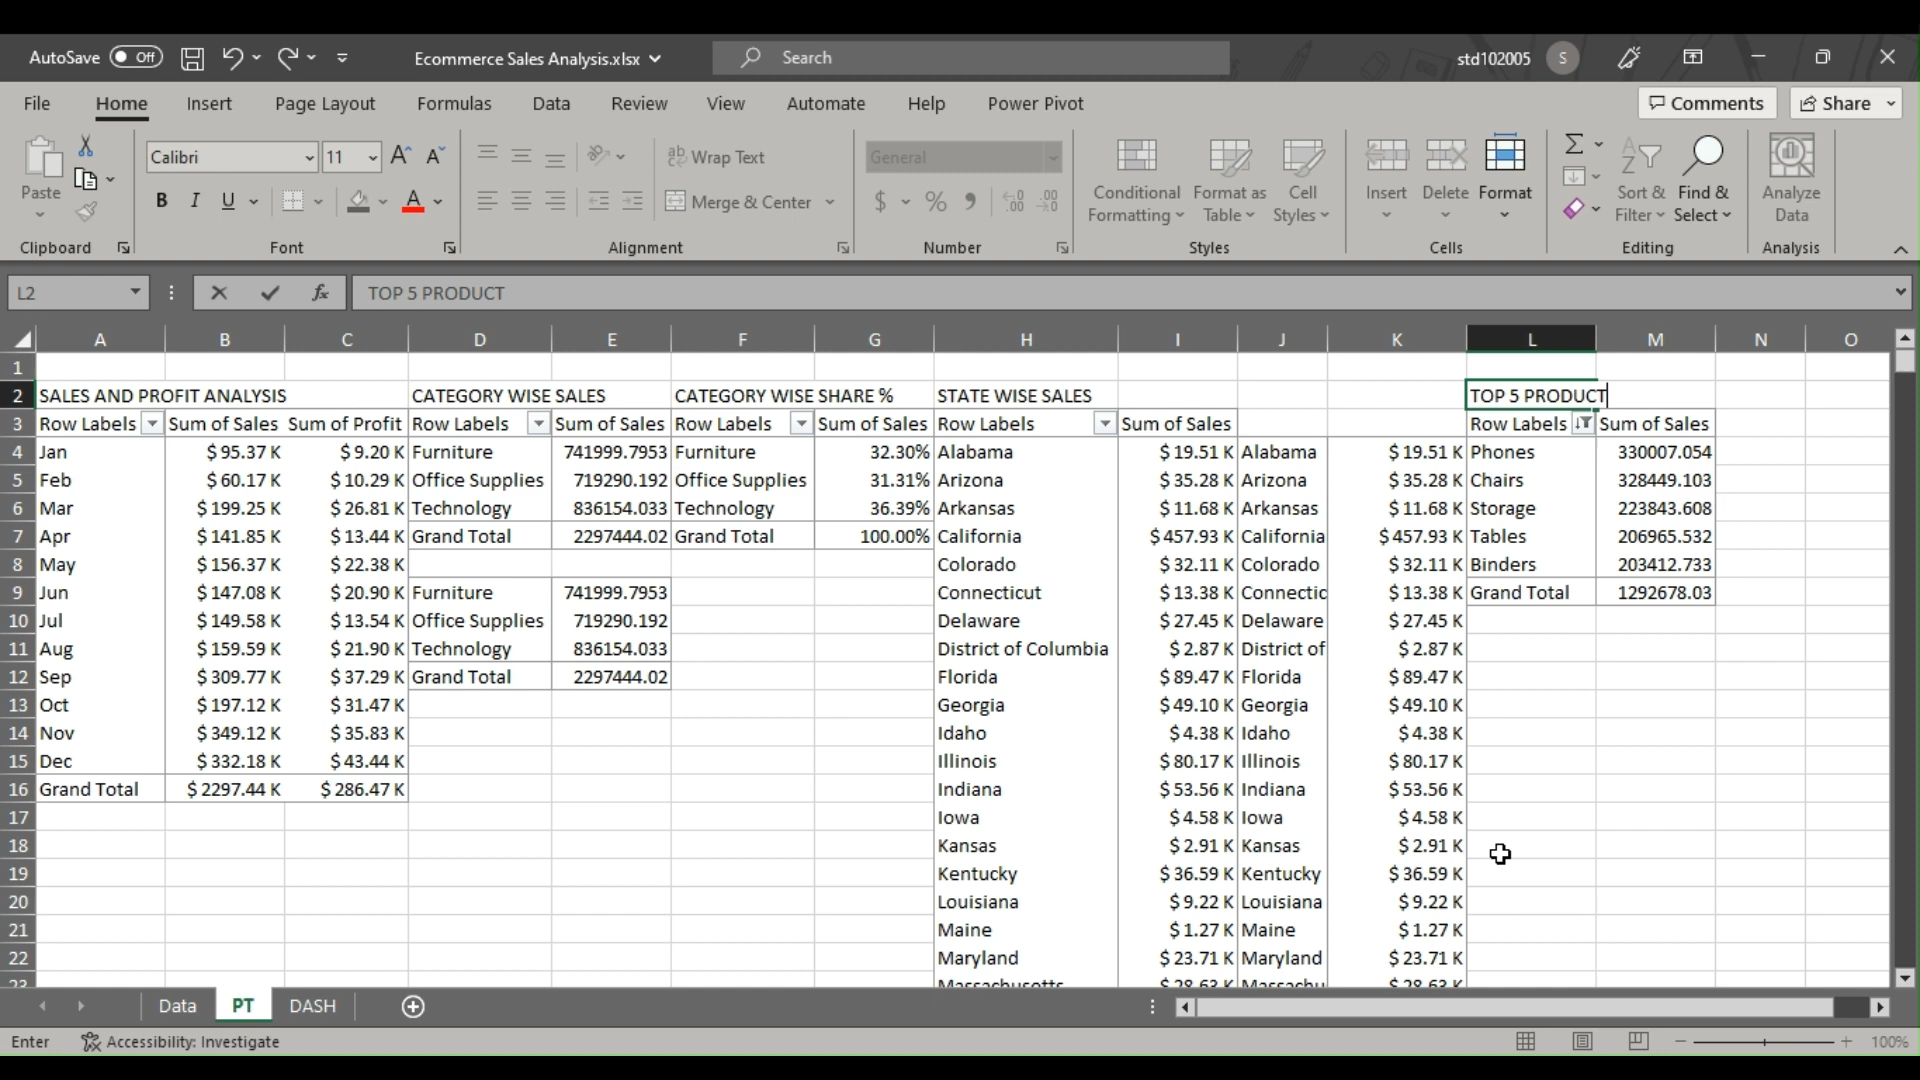 AutoSave Off Ecommerce Sales Analysis.xlsx Search std102005 S
File Home Insert Page Layout Formulas Data Review View Automate Help Power Pivot Comments Share
Paste Calibri 11 A^ A˅ ab Wrap Text General Conditional Formatting Format as Table Cell Styles Insert Delete Format Sort & Filter Find & Select Analyze Data
B I U A Merge & Center $ % 9
Clipboard Font Alignment Number Styles Cells Editing Analysis
L2 fx TOP 5 PRODUCT
A B C D E F G H I J K L M N O
1
2 SALES AND PROFIT ANALYSIS CATEGORY WISE SALES CATEGORY WISE SHARE % STATE WISE SALES TOP 5 PRODUCT
3 Row Labels Sum of Sales Sum of Profit Row Labels Sum of Sales Row Labels Sum of Sales Row Labels Sum of Sales Row Labels Sum of Sales
4 Jan $ 95.37 K $ 9.20 K Furniture 741999.7953 Furniture 32.30% Alabama $ 19.51 K Alabama $ 19.51 K Phones 330007.054
5 Feb $ 60.17 K $ 10.29 K Office Supplies 719290.192 Office Supplies 31.31% Arizona $ 35.28 K Arizona $ 35.28 K Chairs 328449.103
6 Mar $ 199.25 K $ 26.81 K Technology 836154.033 Technology 36.39% Arkansas $ 11.68 K Arkansas $ 11.68 K Storage 223843.608
7 Apr $ 141.85 K $ 13.44 K Grand Total 2297444.02 Grand Total 100.00% California $ 457.93 K California $ 457.93 K Tables 206965.532
8 May $ 156.37 K $ 22.38 K Colorado $ 32.11 K Colorado $ 32.11 K Binders 203412.733
9 Jun $ 147.08 K $ 20.90 K Furniture 741999.7953 Connecticut $ 13.38 K Connectic $ 13.38 K Grand Total 1292678.03
10 Jul $ 149.58 K $ 13.54 K Office Supplies 719290.192 Delaware $ 27.45 K Delaware $ 27.45 K
11 Aug $ 159.59 K $ 21.90 K Technology 836154.033 District of Columbia $ 2.87 K District of $ 2.87 K
12 Sep $ 309.77 K $ 37.29 K Grand Total 2297444.02 Florida $ 89.47 K Florida $ 89.47 K
13 Oct $ 197.12 K $ 31.47 K Georgia $ 49.10 K Georgia $ 49.10 K
14 Nov $ 349.12 K $ 35.83 K Idaho $ 4.38 K Idaho $ 4.38 K
15 Dec $ 332.18 K $ 43.44 K Illinois $ 80.17 K Illinois $ 80.17 K
16 Grand Total $ 2297.44 K $ 286.47 K Indiana $ 53.56 K Indiana $ 53.56 K
17 Iowa $ 4.58 K Iowa $ 4.58 K
18 Kansas $ 2.91 K Kansas $ 2.91 K
19 Kentucky $ 36.59 K Kentucky $ 36.59 K
20 Louisiana $ 9.22 K Louisiana $ 9.22 K
21 Maine $ 1.27 K Maine $ 1.27 K
22 Maryland $ 23.71 K Maryland $ 23.71 K
23 Massachusetts $ 28.63 K Massachu $ 28.63 K
Data PT DASH
Enter Accessibility: Investigate 100%